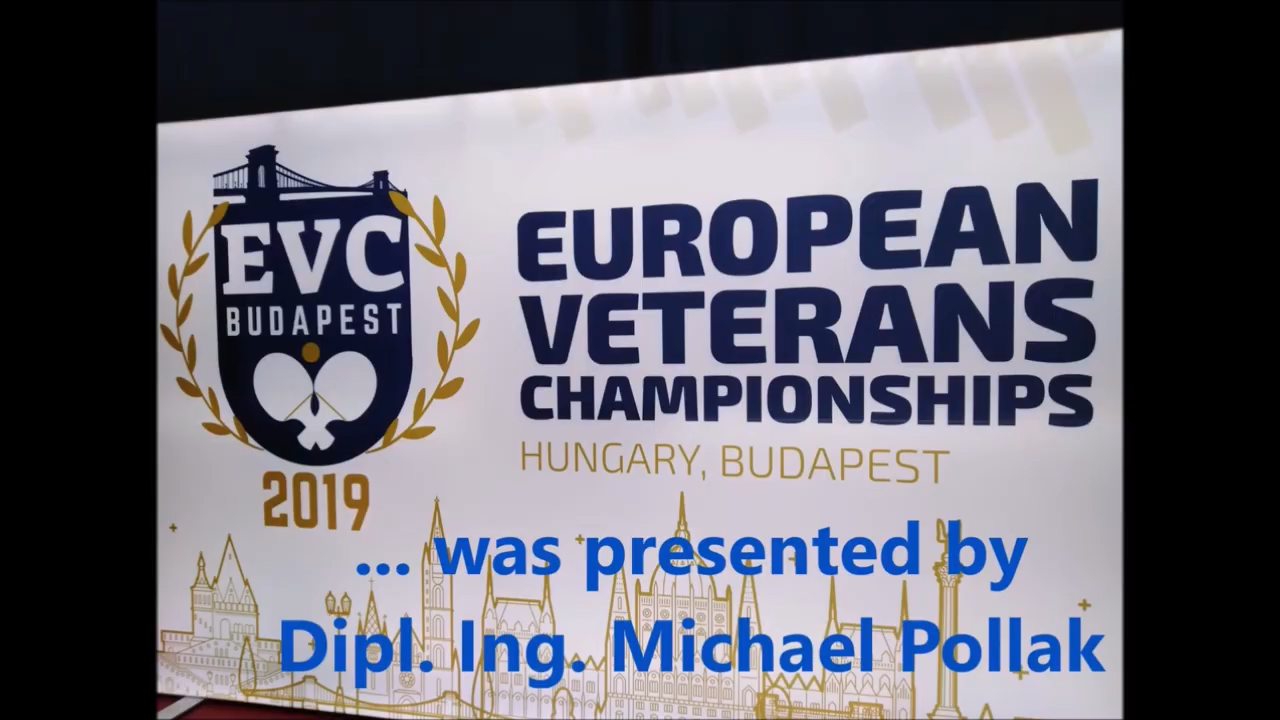 EVC
BUDAPEST
2019
EUROPEAN
VETERANS
CHAMPIONSHIPS
HUNGARY, BUDAPEST
... was presented by
Dipl. Ing. Michael Pollak